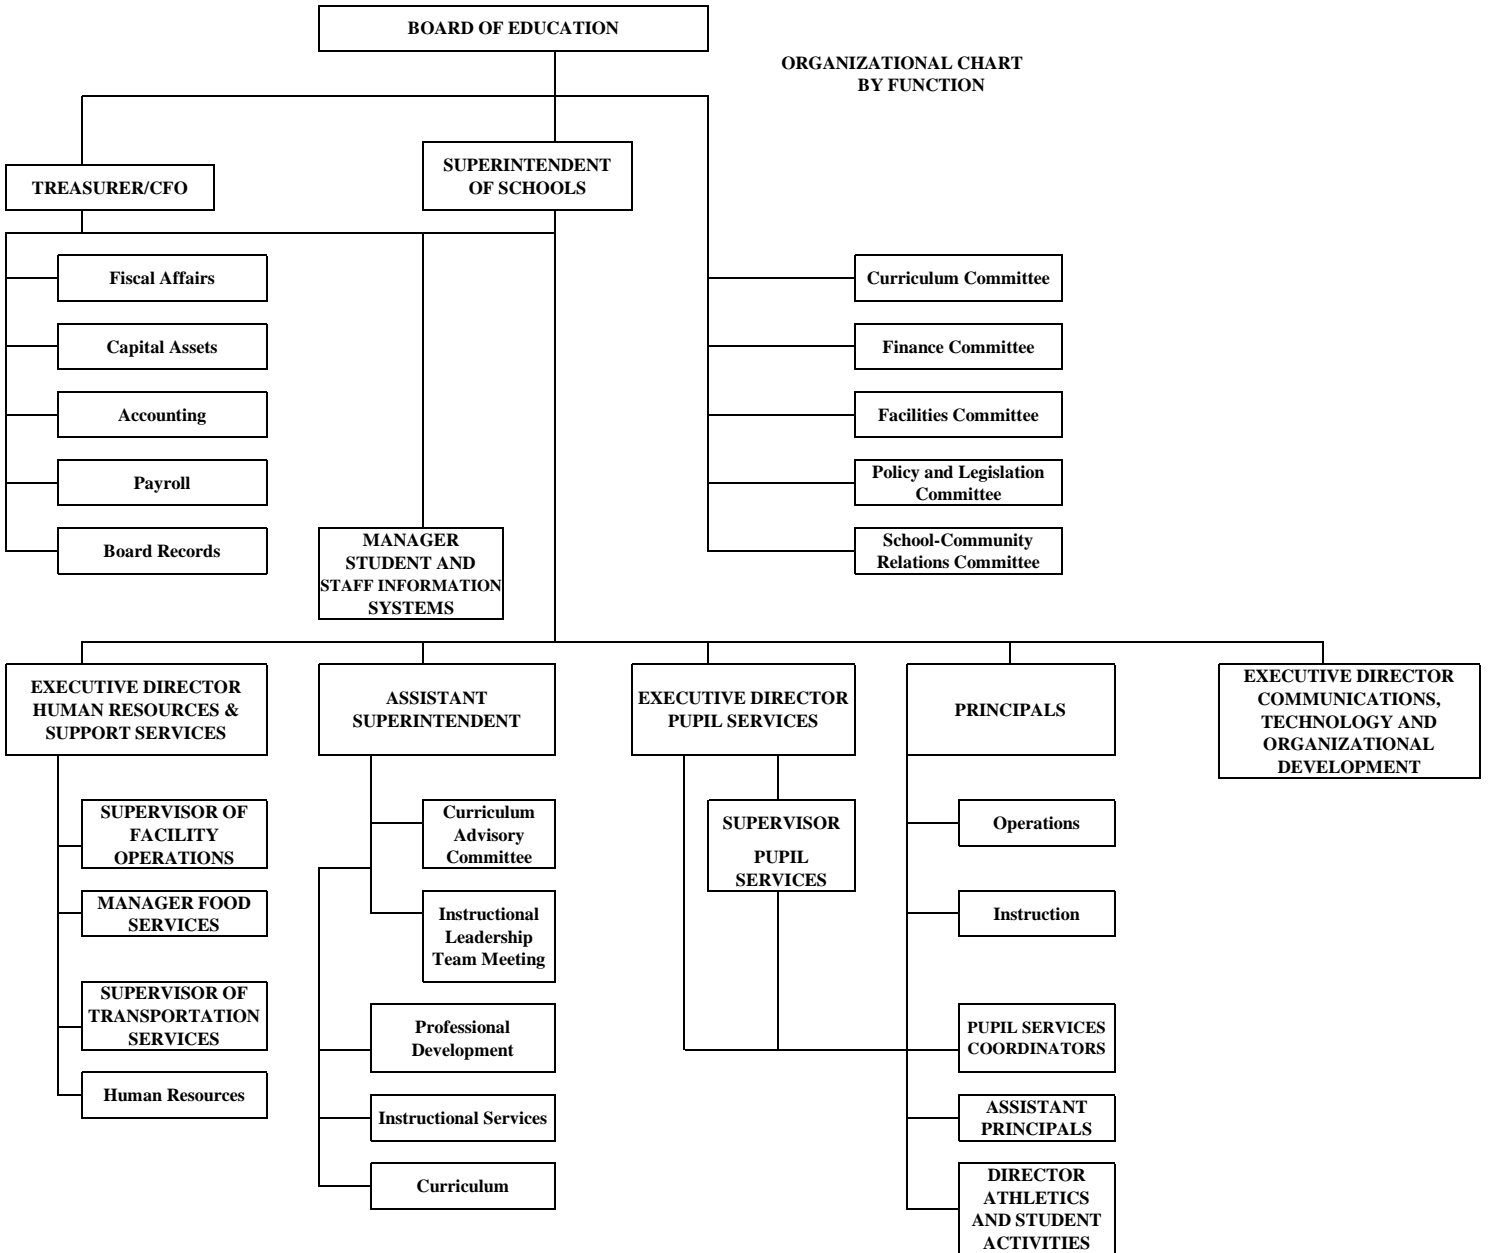 BOARD OF EDUCATION
ORGANIZATIONAL CHART
BY FUNCTION
TREASURER/CFO
SUPERINTENDENT
OF SCHOOLS
Fiscal Affairs
Capital Assets
Accounting
Payroll
Board Records
MANAGER
STUDENT AND
STAFF INFORMATION
SYSTEMS
Curriculum Committee
Finance Committee
Facilities Committee
Policy and Legislation
Committee
School-Community
Relations Committee
EXECUTIVE DIRECTOR
HUMAN RESOURCES &
SUPPORT SERVICES
SUPERVISOR OF
FACILITY
OPERATIONS
MANAGER FOOD
SERVICES
SUPERVISOR OF
TRANSPORTATION
SERVICES
Human Resources
ASSISTANT
SUPERINTENDENT
Curriculum
Advisory
Committee
Instructional
Leadership
Team Meeting
Professional
Development
Instructional Services
Curriculum
EXECUTIVE DIRECTOR
PUPIL SERVICES
SUPERVISOR
PUPIL
SERVICES
PRINCIPALS
Operations
Instruction
PUPIL SERVICES
COORDINATORS
ASSISTANT
PRINCIPALS
DIRECTOR
ATHLETICS
AND STUDENT
ACTIVITIES
EXECUTIVE DIRECTOR
COMMUNICATIONS,
TECHNOLOGY AND
ORGANIZATIONAL
DEVELOPMENT